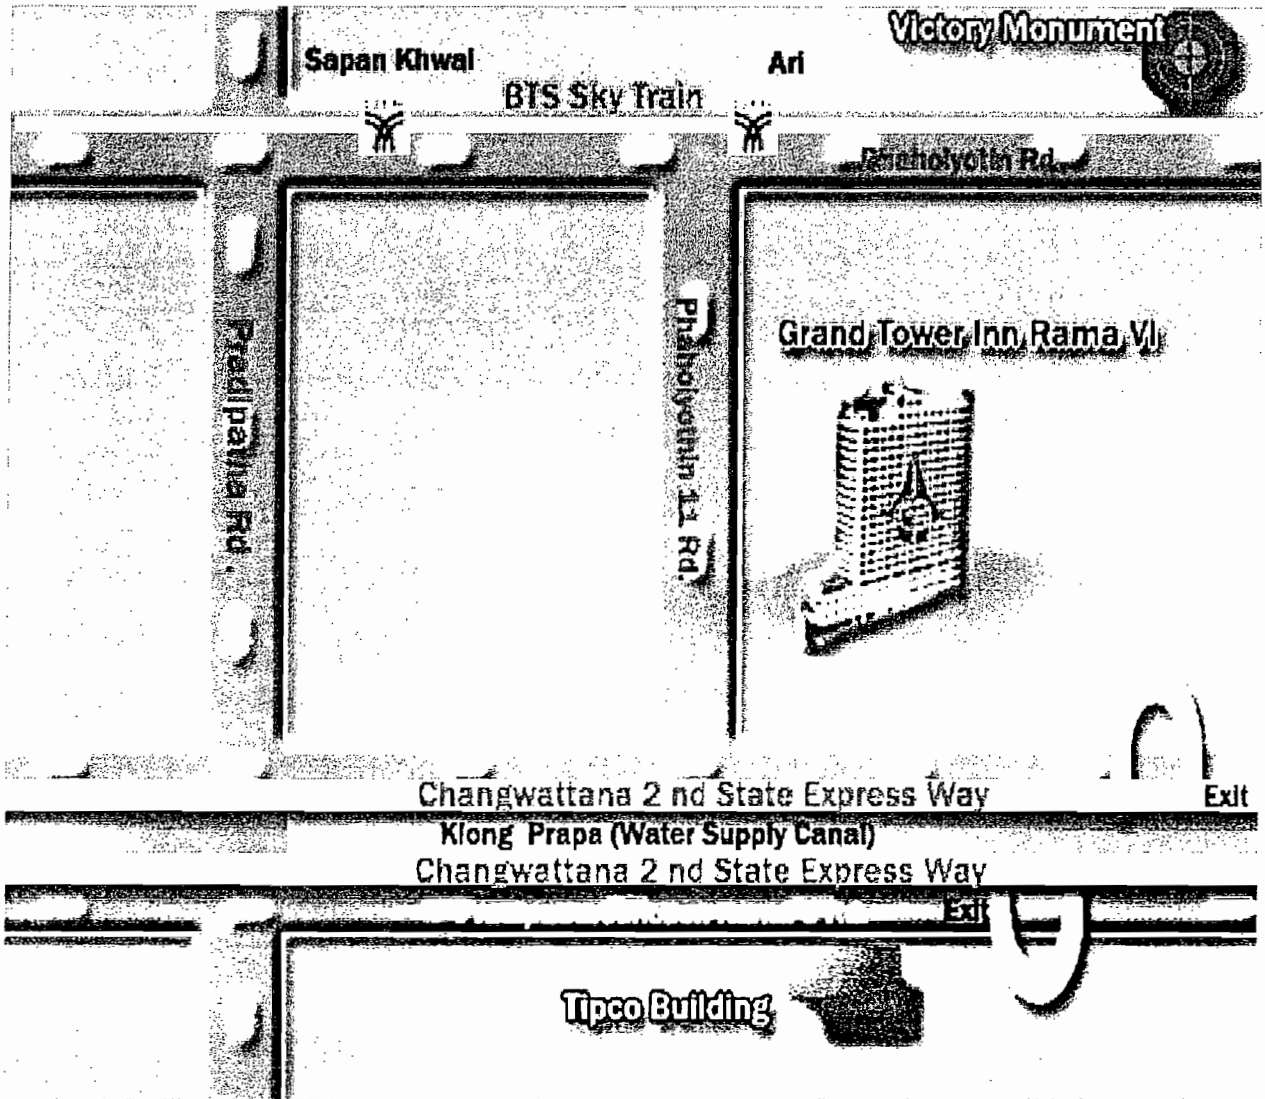 Victory Monument
Sapan Khwai
Ari
BTS Sky Train
Phaholyothin Rd.
Grand Tower Inn Rama VI
Phaholyothin 11 Rd.
Pradipatha Rd.
Changwattana 2 nd State Express Way
Exit
Klong Prapa (Water Supply Canal)
Changwattana 2 nd State Express Way
Exit
Tipco Building